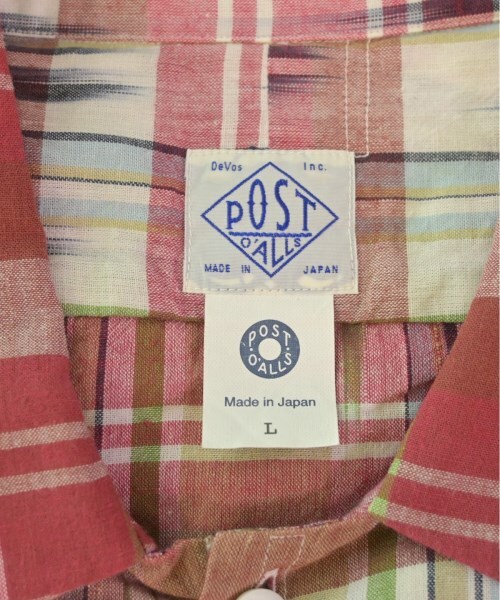 DeVos Inc.
POST
O'ALLS
MADE IN JAPAN
POST
O'ALLS
Made in Japan
L